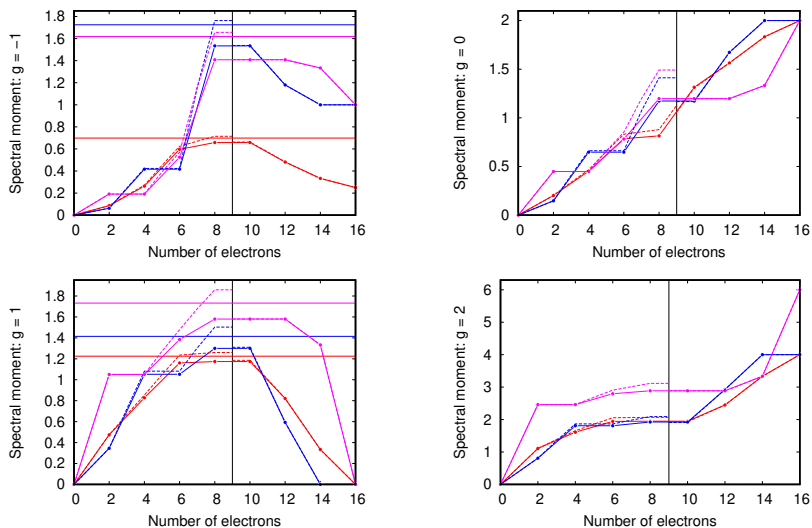 Spectral moment: g = −1
1.8
1.6
1.4
1.2
1
0.8
0.6
0.4
0.2
0
0 2 4 6 8 10 12 14 16
Number of electrons
Spectral moment: g = 0
2
1.5
1
0.5
0
0 2 4 6 8 10 12 14 16
Number of electrons
Spectral moment: g = 1
1.8
1.6
1.4
1.2
1
0.8
0.6
0.4
0.2
0
0 2 4 6 8 10 12 14 16
Number of electrons
Spectral moment: g = 2
6
5
4
3
2
1
0
0 2 4 6 8 10 12 14 16
Number of electrons